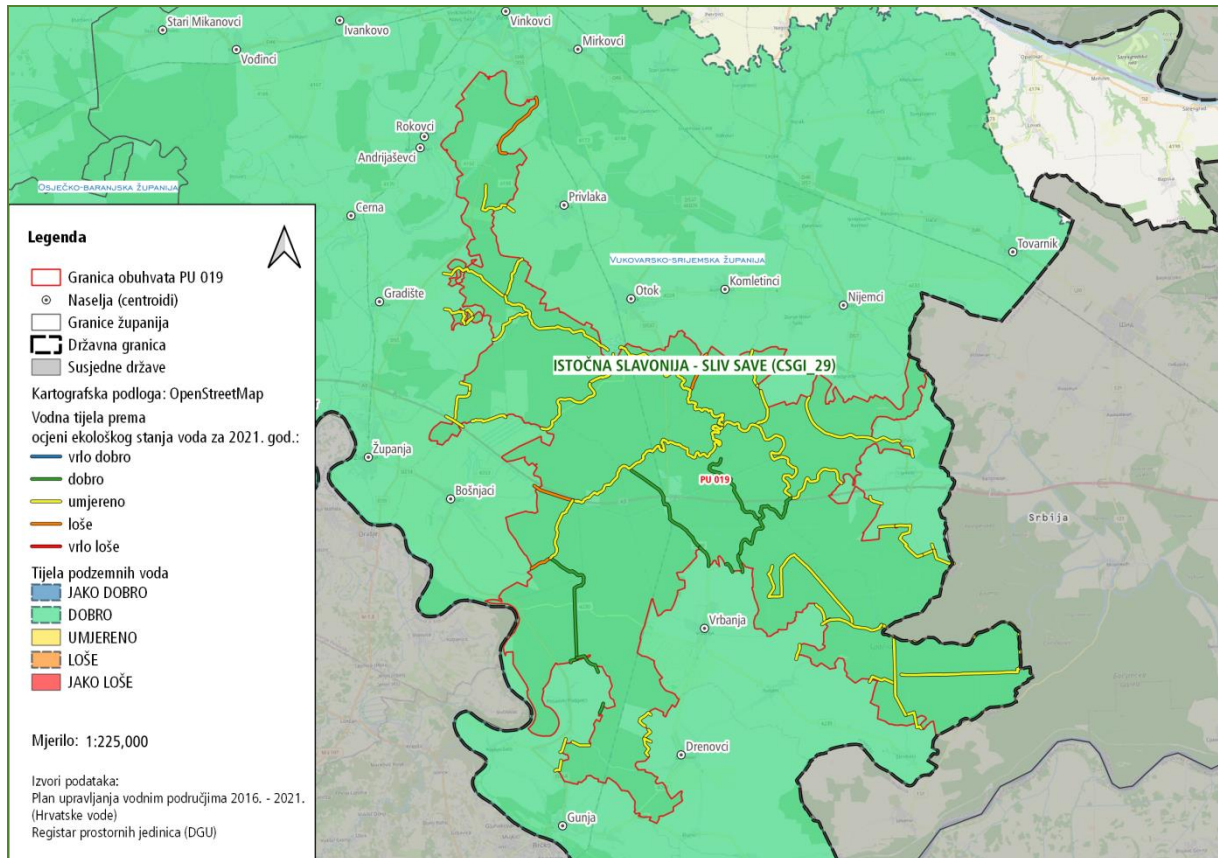 Stari Mikanovci
Vođinci
Ivankovo
Vinkovci
Mirkovci
Rokovci
Andrijaševci
Cerna
Privlaka
Gradište
Otok
Komletinci
Nijemci
Tovarnik
OSJEČKO-BARANJSKA ŽUPANIJA
VUKOVARSKO-SRIJEMSKA ŽUPANIJA
ISTOČNA SLAVONIJA - SLIV SAVE (CSGI_29)
Županja
Bošnjaci
PU 019
Srbija
Vrbanja
Drenovci
Gunja
Legenda
Granica obuhvata PU 019
Naselja (centroidi)
Granice županija
Državna granica
Susjedne države
Kartografska podloga: OpenStreetMap
Vodna tijela prema
ocjeni ekološkog stanja voda za 2021. god.:
vrlo dobro
dobro
umjereno
loše
vrlo loše
Tijela podzemnih voda
JAKO DOBRO
DOBRO
UMJERENO
LOŠE
JAKO LOŠE
Mjerilo: 1:225,000
Izvori podataka:
Plan upravljanja vodnim područjima 2016. - 2021.
(Hrvatske vode)
Registar prostornih jedinica (DGU)